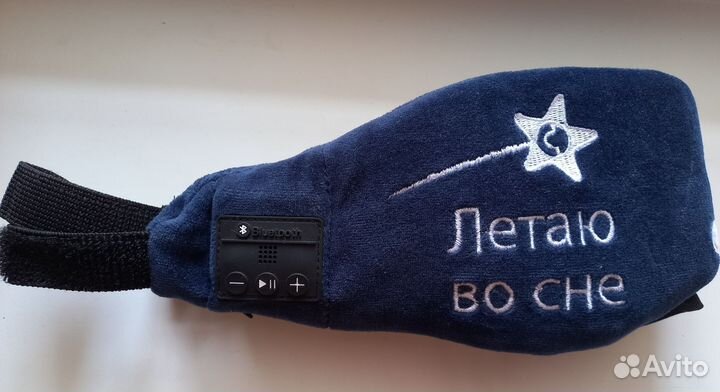 Bluetooth
Летаю
во сне
Avito